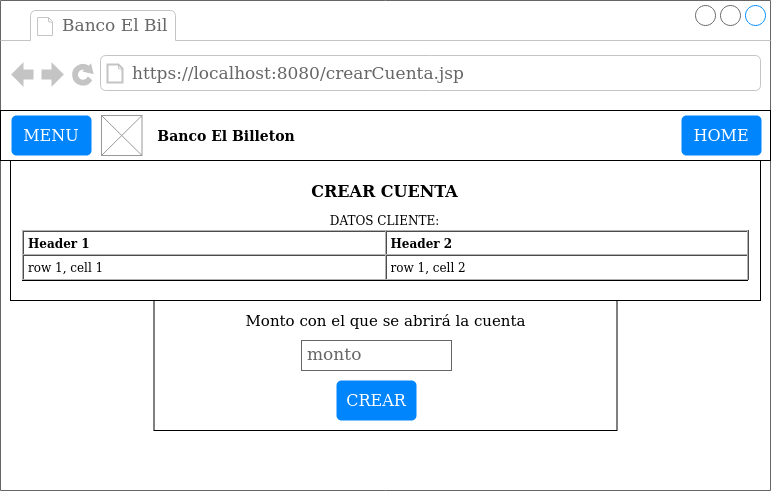 Banco El Bil
https://localhost:8080/crearCuenta.jsp
MENU Banco El Billeton HOME
CREAR CUENTA
DATOS CLIENTE:
Header 1 Header 2
row 1, cell 1 row 1, cell 2
Monto con el que se abrirá la cuenta
monto
CREAR